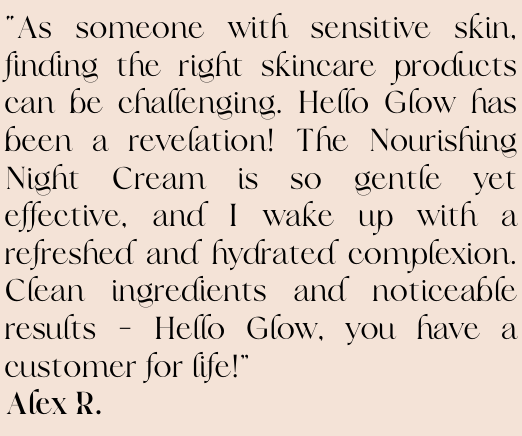 "As someone with sensitive skin,
finding the right skincare products
can be challenging. Hello Glow has
been a revelation! The Nourishing
Night Cream is so gentle yet
effective, and I wake up with a
refreshed and hydrated complexion.
Clean ingredients and noticeable
results - Hello Glow, you have a
customer for life!"
Alex R.